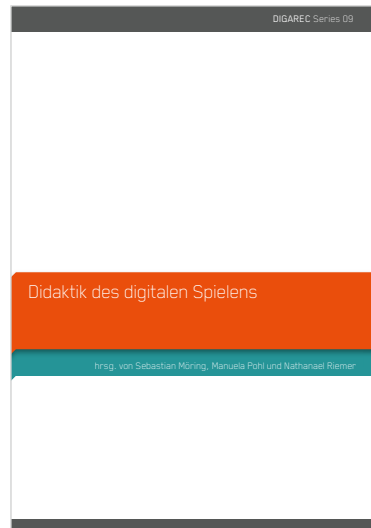 DIGAREC Series 09
Didaktik des digitalen Spielens
hrsg. von Sebastian Möring, Manuela Pohl und Nathanael Riemer